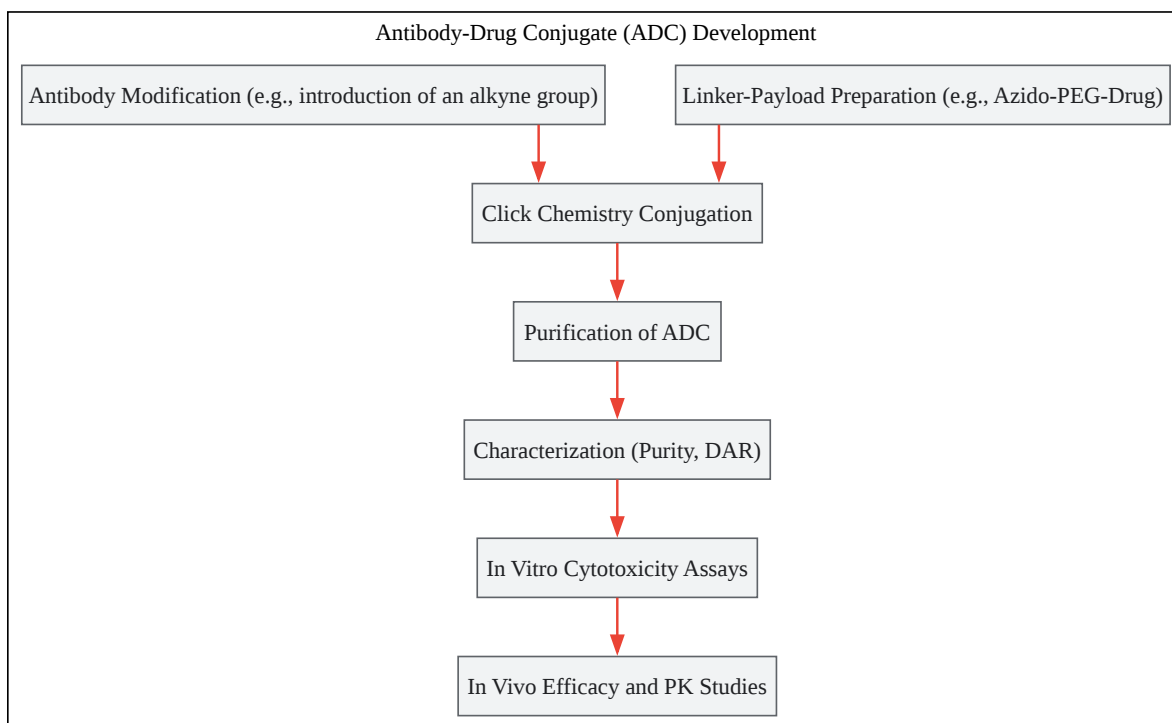 Antibody-Drug Conjugate (ADC) Development
Antibody Modification (e.g., introduction of an alkyne group)
Linker-Payload Preparation (e.g., Azido-PEG-Drug)
Click Chemistry Conjugation
Purification of ADC
Characterization (Purity, DAR)
In Vitro Cytotoxicity Assays
In Vivo Efficacy and PK Studies